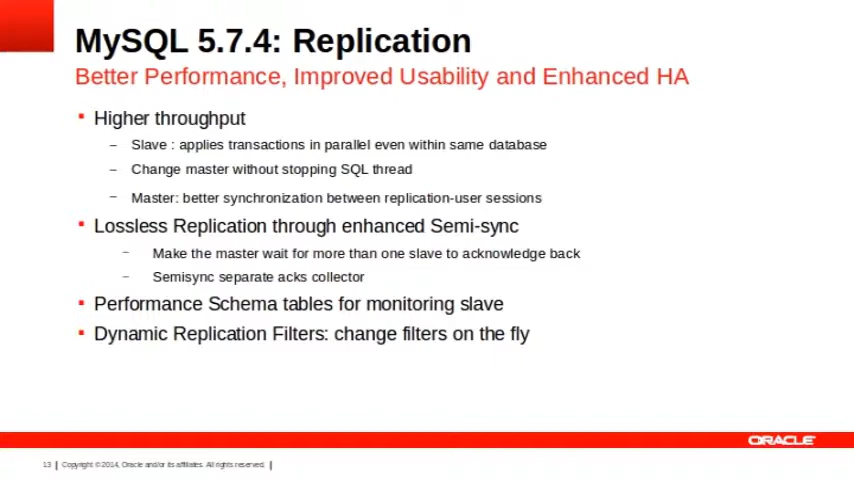 MySQL 5.7.4: Replication
Better Performance, Improved Usability and Enhanced HA
Higher throughput
– Slave : applies transactions in parallel even within same database
– Change master without stopping SQL thread
– Master: better synchronization between replication-user sessions
Lossless Replication through enhanced Semi-sync
– Make the master wait for more than one slave to acknowledge back
– Semisync separate acks collector
Performance Schema tables for monitoring slave
Dynamic Replication Filters: change filters on the fly
ORACLE
13 | Copyright © 2014, Oracle and/or its affiliates. All rights reserved. |